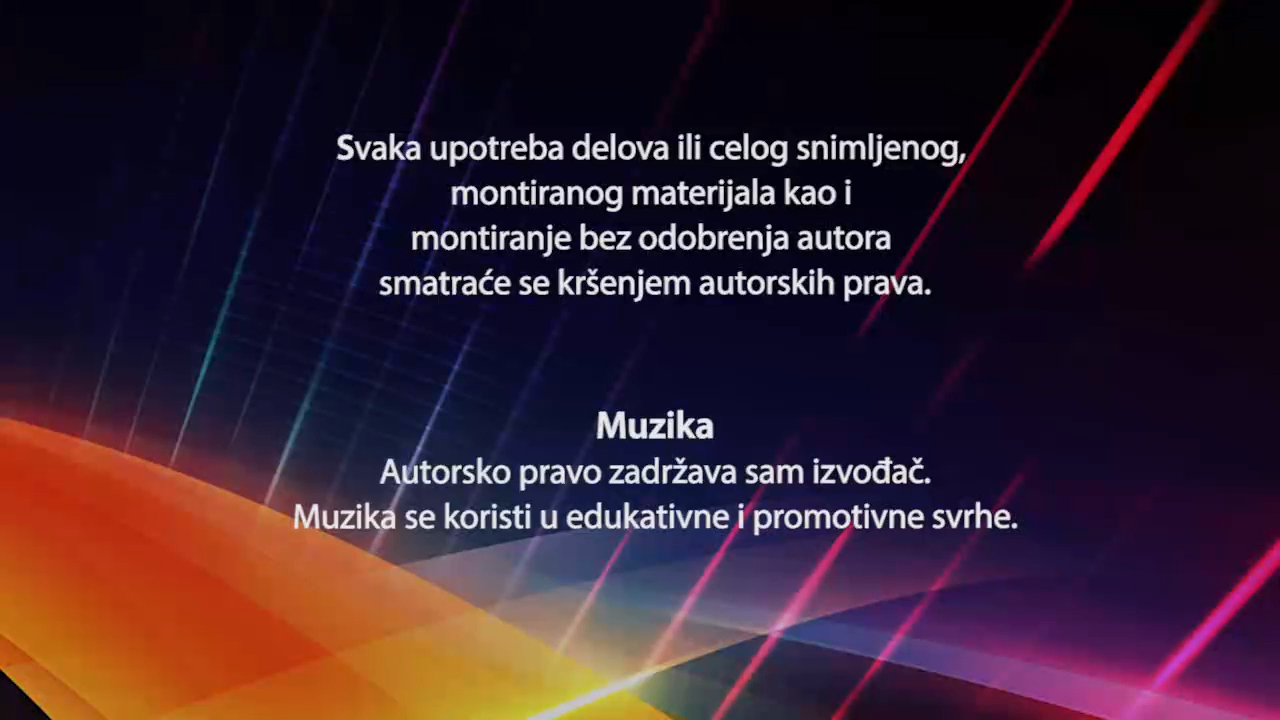 Svaka upotreba delova ili celog snimljenog,
montiranog materijala kao i
montiranje bez odobrenja autora
smatraće se kršenjem autorskih prava.
Muzika
Autorsko pravo zadržava sam izvođač.
Muzika se koristi u edukativne i promotivne svrhe.